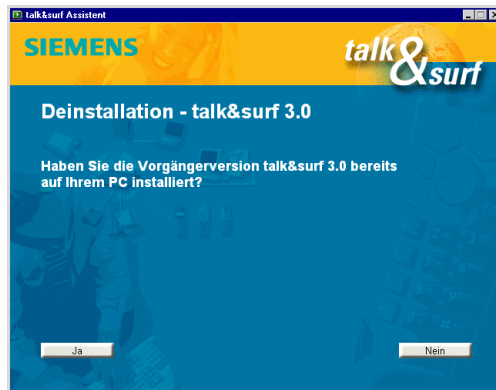 talk&surf Assistent
SIEMENS
talk&surf
Deinstallation - talk&surf 3.0
Haben Sie die Vorgängerversion talk&surf 3.0 bereits
auf Ihrem PC installiert?
Ja
Nein